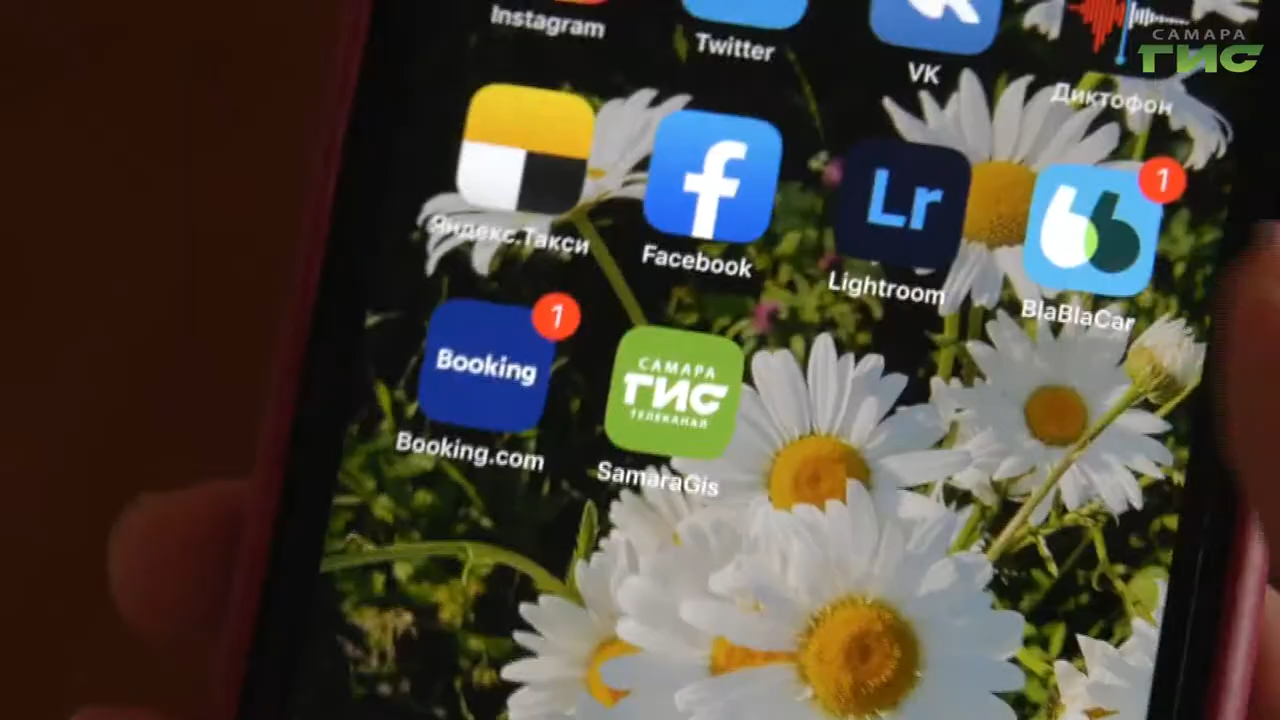 Instagram
Twitter
VK
Диктофон
САМАРА
ГИС
Яндекс.Такси
Facebook
Lr
Lightroom
1
BlaBlaCar
Booking
1
Booking.com
САМАРА
ГИС
ТЕЛЕКАНАЛ
SamaraGis